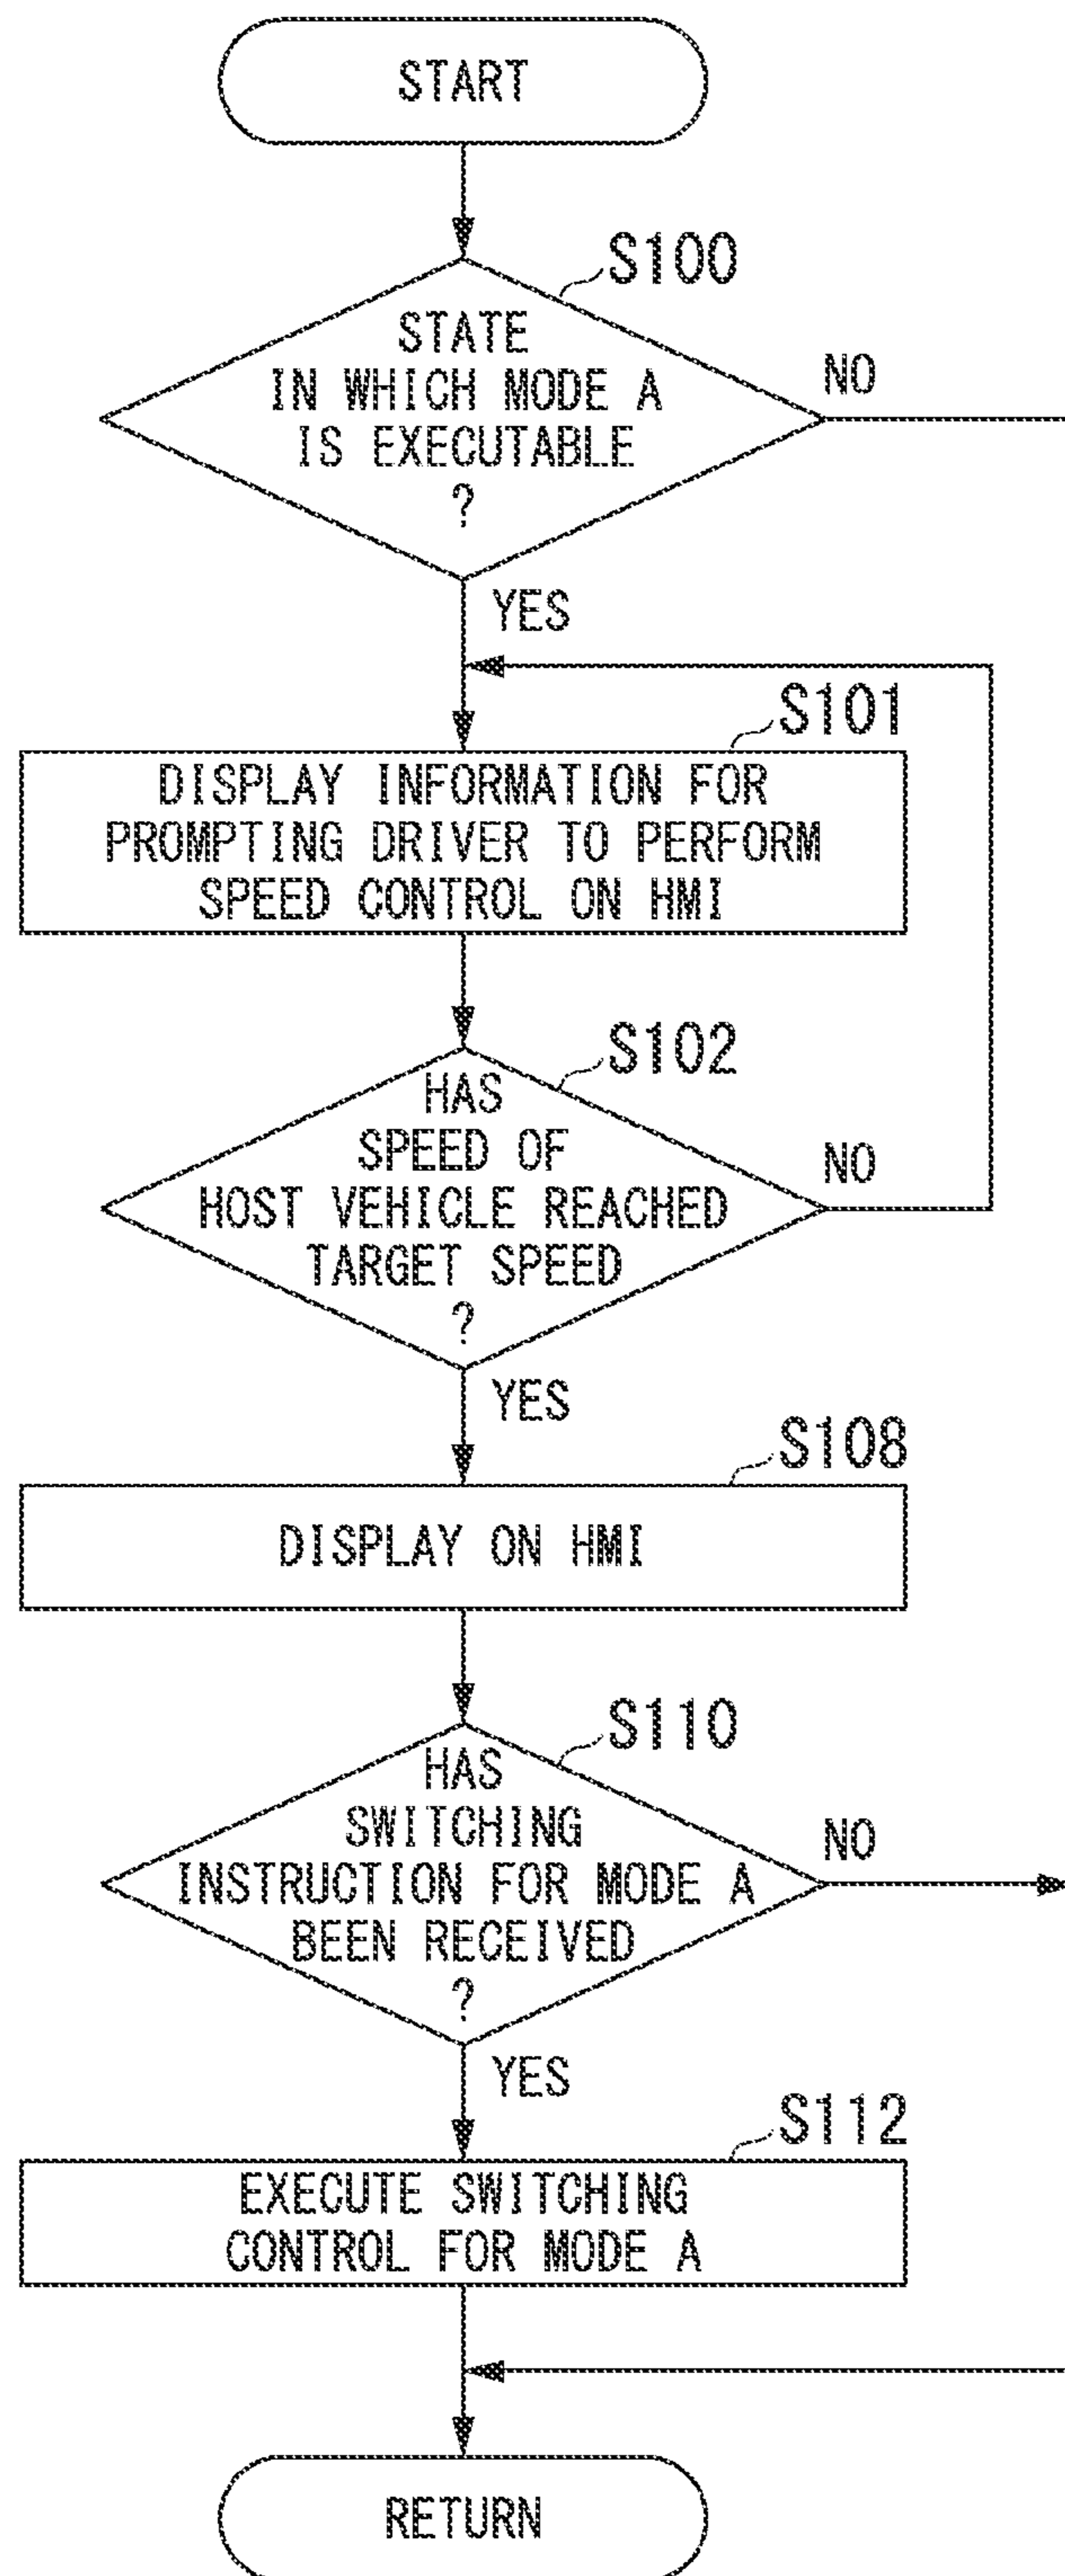 START
S100
STATE
IN WHICH MODE A
IS EXECUTABLE
?
NO
YES
S101
DISPLAY INFORMATION FOR
PROMPTING DRIVER TO PERFORM
SPEED CONTROL ON HMI
S102
HAS
SPEED OF
HOST VEHICLE REACHED
TARGET SPEED
?
NO
YES
S108
DISPLAY ON HMI
S110
HAS
SWITCHING
INSTRUCTION FOR MODE A
BEEN RECEIVED
?
NO
YES
S112
EXECUTE SWITCHING
CONTROL FOR MODE A
RETURN